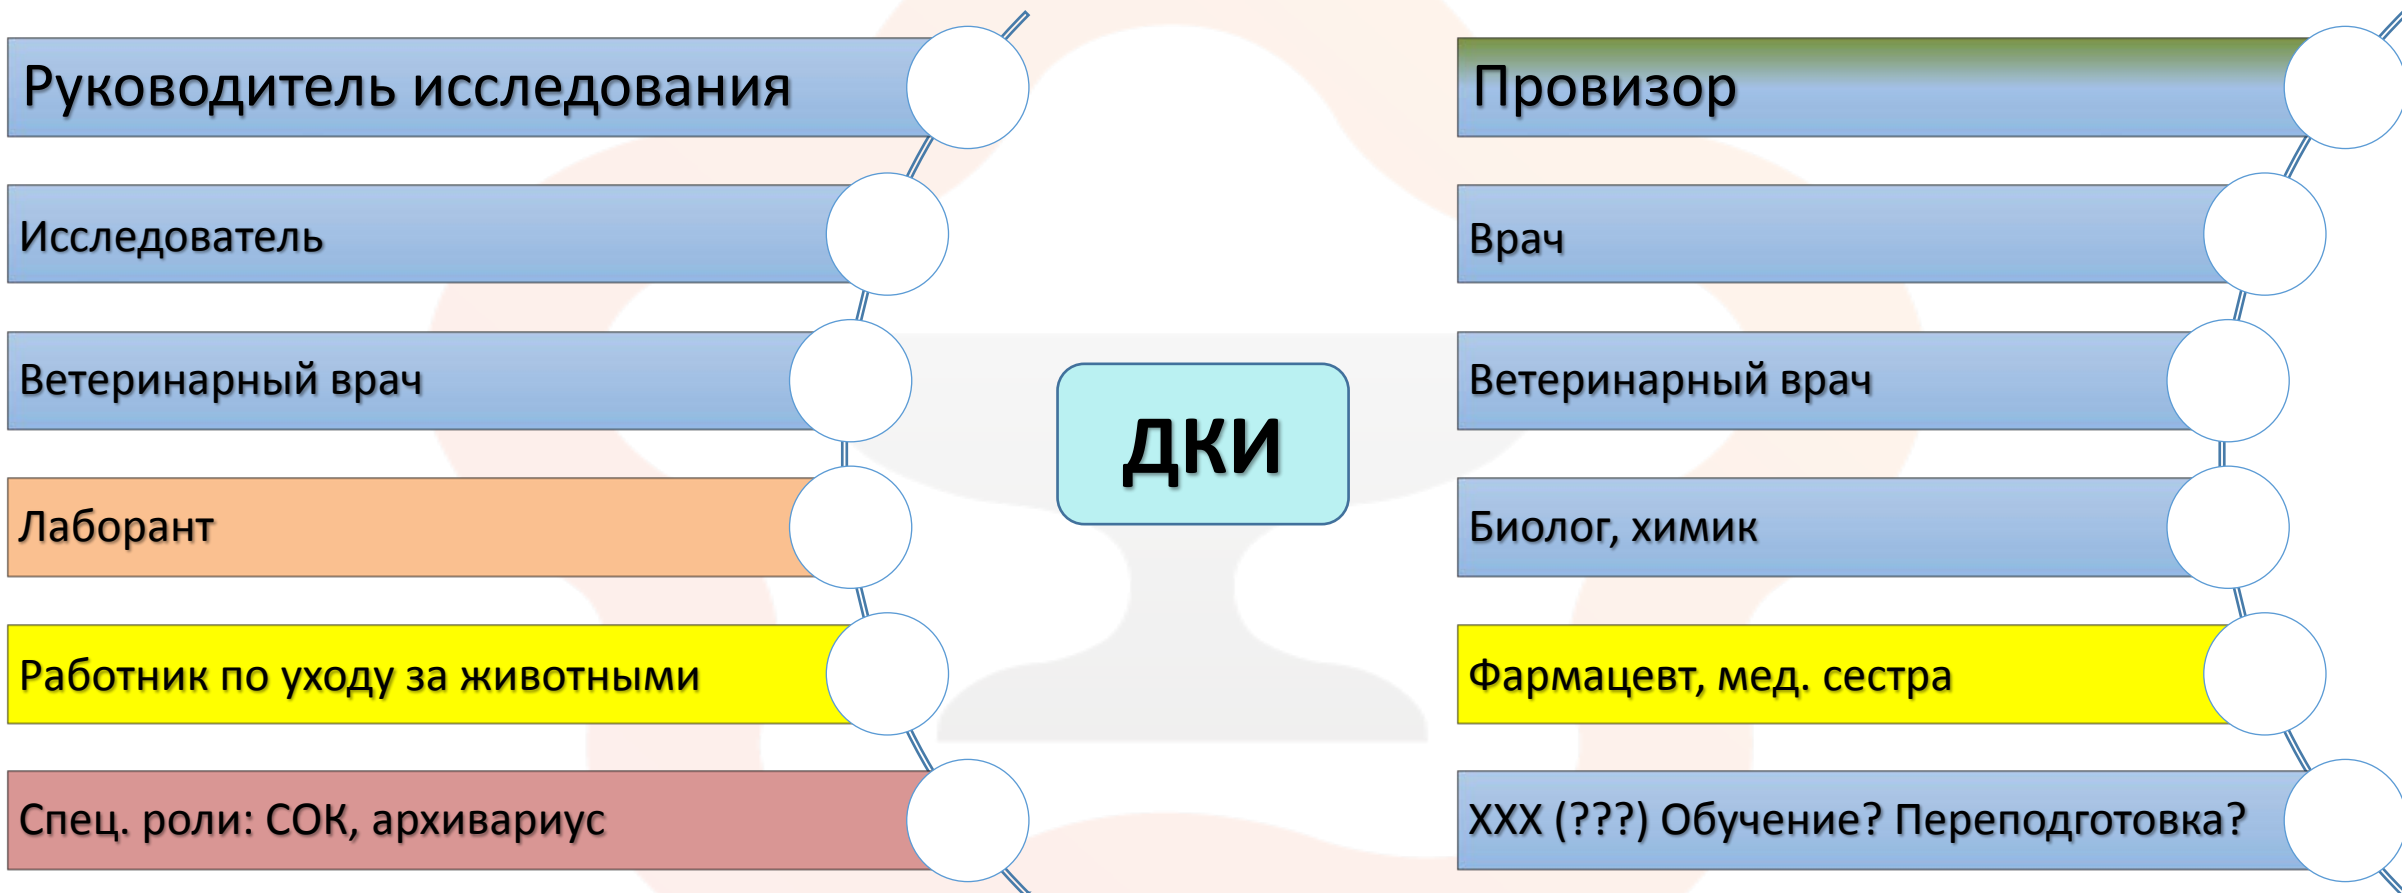 Руководитель исследования
Исследователь
Ветеринарный врач
Лаборант
Работник по уходу за животными
Спец. роли: СОК, архивариус
ДКИ
Провизор
Врач
Ветеринарный врач
Биолог, химик
Фармацевт, мед. сестра
ХХХ (???) Обучение? Переподготовка?